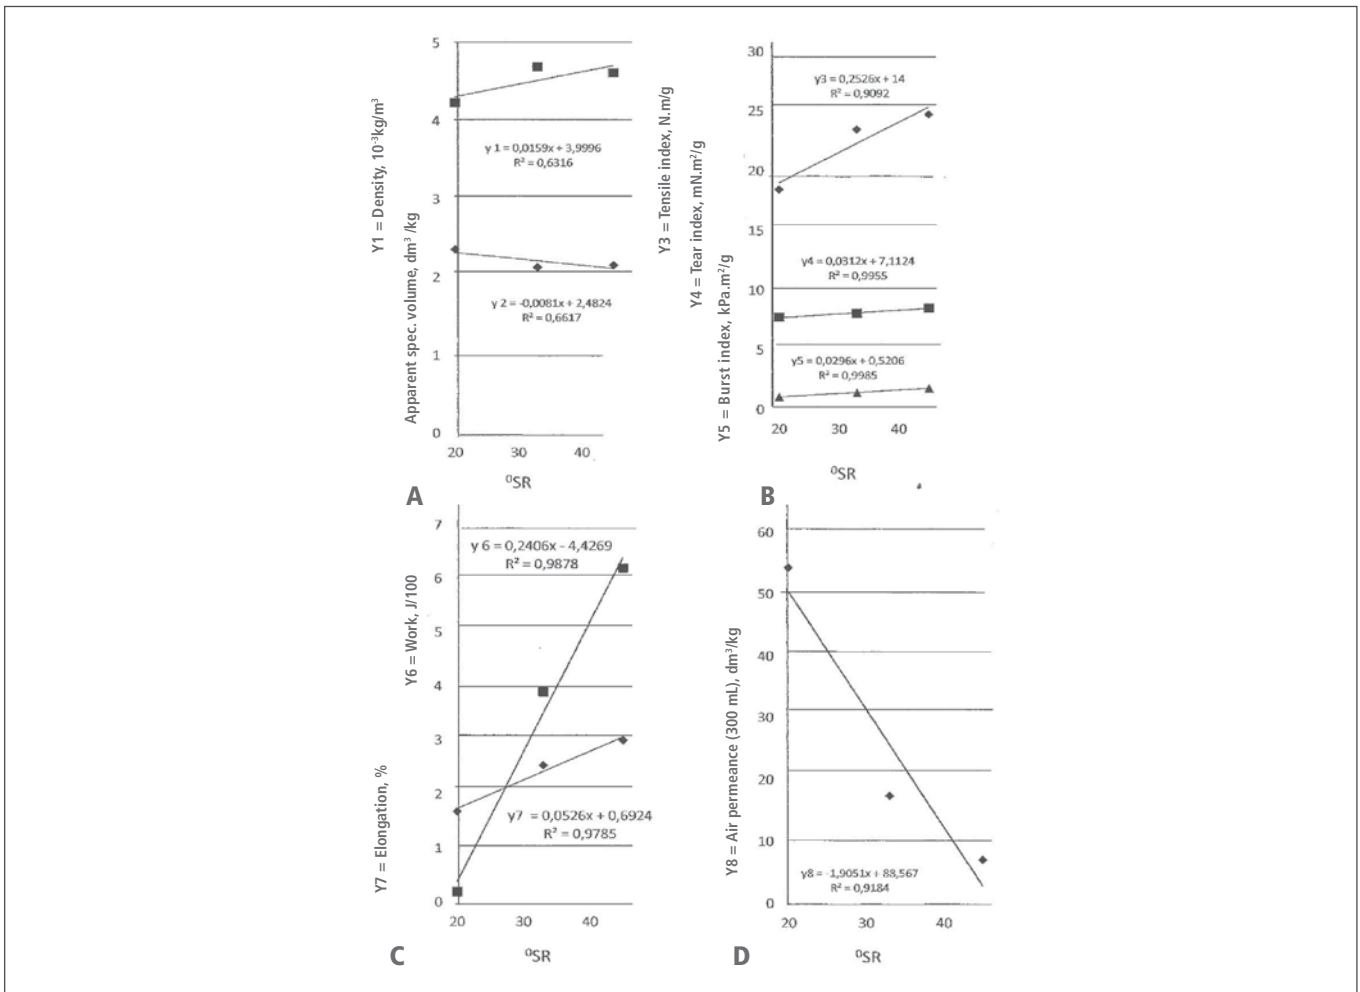 Y1 = Density, 10⁻³kg/m³
Apparent spec. volume, dm³ /kg
5
4
3
2
1
0
y 1 = 0,0159x + 3,9996
R² = 0,6316
y 2 = -0,0081x + 2,4824
R² = 0,6617
20 30 40
⁰SR
A
Y3 = Tensile index, N.m/g
Y4 = Tear index, mN.m²/g
Y5 = Burst index, kPa.m²/g
30
25
20
15
10
5
0
y3 = 0,2526x + 14
R² = 0,9092
y4 = 0,0312x + 7,1124
R² = 0,9955
y5 = 0,0296x + 0,5206
R² = 0,9985
20 30 40
⁰SR
B
Y6 = Work, J/100
Y7 = Elongation, %
7
6
5
4
3
2
1
0
y 6 = 0,2406x - 4,4269
R² = 0,9878
y7 = 0,0526x + 0,6924
R² = 0,9785
20 30 40
⁰SR
C
Y8 = Air permeance (300 mL), dm³/kg
60
50
40
30
20
10
0
y8 = -1,9051x + 88,567
R² = 0,9184
20 30 40
⁰SR
D